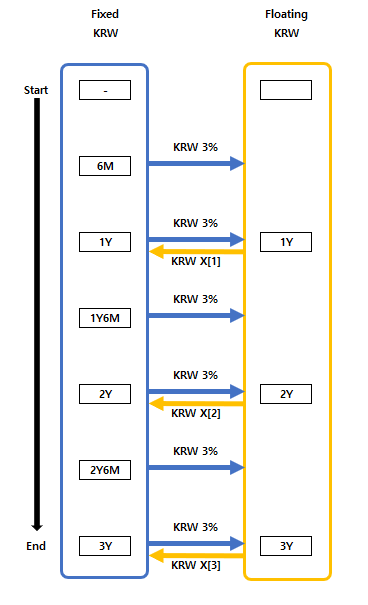 Fixed
KRW
Floating
KRW
Start
-
KRW 3%
6M
KRW 3%
1Y
1Y
KRW X[1]
KRW 3%
1Y6M
KRW 3%
2Y
2Y
KRW X[2]
KRW 3%
2Y6M
KRW 3%
End
3Y
3Y
KRW X[3]